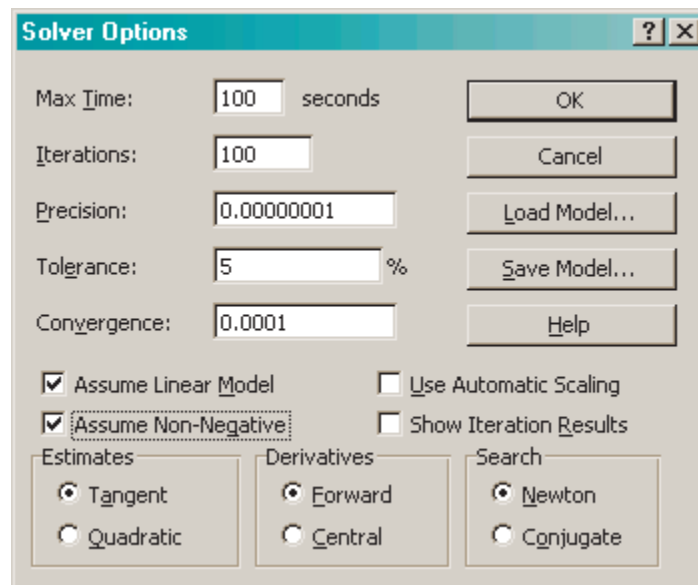 Solver Options
Max Time: 100 seconds OK
Iterations: 100 Cancel
Precision: 0.00000001 Load Model...
Tolerance: 5 % Save Model...
Convergence: 0.0001 Help
Assume Linear Model Use Automatic Scaling
Assume Non-Negative Show Iteration Results
Estimates Derivatives Search
Tangent Forward Newton
Quadratic Central Conjugate